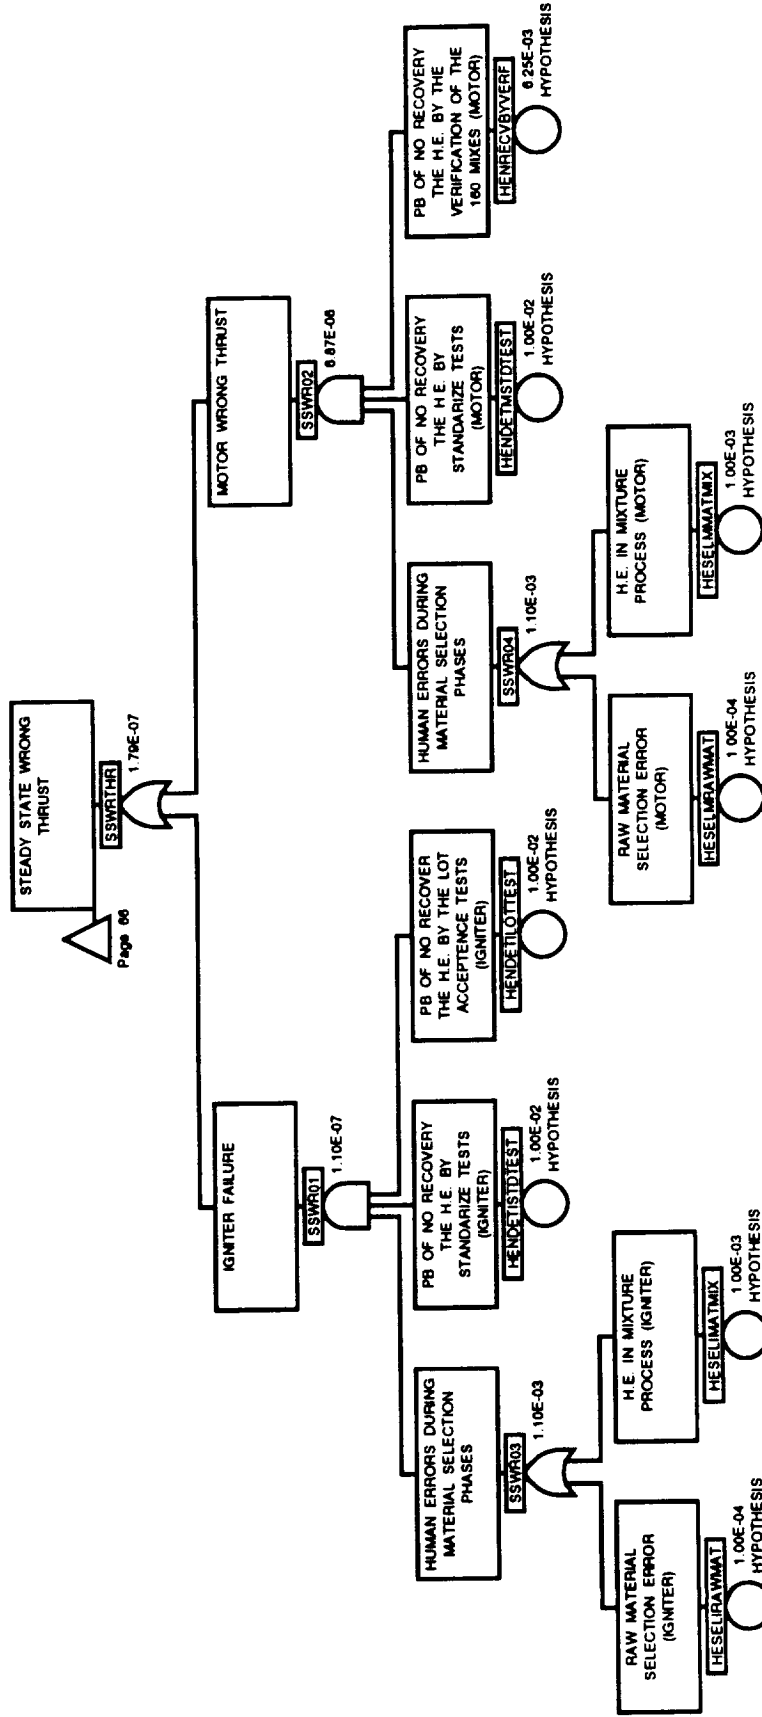 STEADY STATE WRONG
THRUST
SSWRTHR
1.79E-07
Page 66
IGNITER FAILURE
SSWR01
1.10E-07
MOTOR WRONG THRUST
SSWR02
6.87E-08
HUMAN ERRORS DURING
MATERIAL SELECTION
PHASES
SSWR03
1.10E-03
PB OF NO RECOVERY
THE H.E. BY
STANDARIZE TESTS
(IGNITER)
HENDETISTDTEST
1.00E-02
HYPOTHESIS
PB OF NO RECOVER
THE H.E. BY THE LOT
ACCEPTENCE TESTS
(IGNITER)
HENDETILOTTEST
1.00E-02
HYPOTHESIS
HUMAN ERRORS DURING
MATERIAL SELECTION
PHASES
SSWR04
1.10E-03
PB OF NO RECOVERY
THE H.E. BY
STANDARIZE TESTS
(MOTOR)
HENDETMSTDTEST
1.00E-02
HYPOTHESIS
PB OF NO RECOVERY
THE H.E. BY THE
VERIFICATION OF THE
160 MIXES (MOTOR)
HENRECVBYVERF
6.25E-03
HYPOTHESIS
RAW MATERIAL
SELECTION ERROR
(IGNITER)
HESELIRAWMAT
1.00E-04
HYPOTHESIS
H.E. IN MIXTURE
PROCESS (IGNITER)
HESELIMATMIX
1.00E-03
HYPOTHESIS
RAW MATERIAL
SELECTION ERROR
(MOTOR)
HESELMRAWMAT
1.00E-04
HYPOTHESIS
H.E. IN MIXTURE
PROCESS (MOTOR)
HESELMMATMIX
1.00E-03
HYPOTHESIS